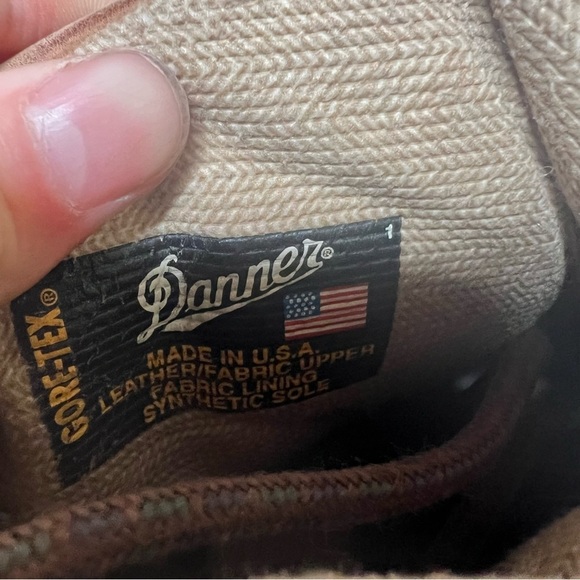 GORE-TEX®
1
Danner®
MADE IN U.S.A
LEATHER/FABRIC UPPER
FABRIC LINING
SYNTHETIC SOLE